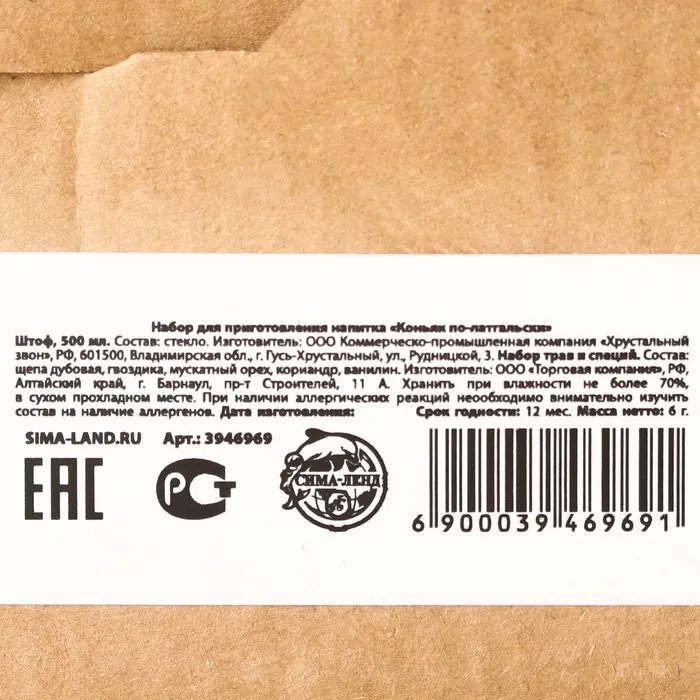 Набор для приготовления напитка «Коньяк по-латгальски»
Штоф, 500 мл. Состав: стекло. Изготовитель: ООО Коммерческо-промышленная компания «Хрустальный
звон», РФ, 601500, Владимирская обл., г. Гусь-Хрустальный, ул., Рудницкой, 3. Набор трав и специй. Состав:
щепа дубовая, гвоздика, мускатный орех, кориандр, ванилин. Изготовитель: ООО «Торговая компания», РФ,
Алтайский край, г. Барнаул, пр-т Строителей, 11 А. Хранить при влажности не более 70%,
в сухом прохладном месте. При наличии аллергических реакций неообходимо внимательно изучить
состав на наличие аллергенов. Дата изготовления: Срок годности: 12 мес. Масса нетто: 6 г.
SIMA-LAND.RU Арт.: 3946969
ЕАС РСТ СИМА-ЛЕНД
6 900039 469691